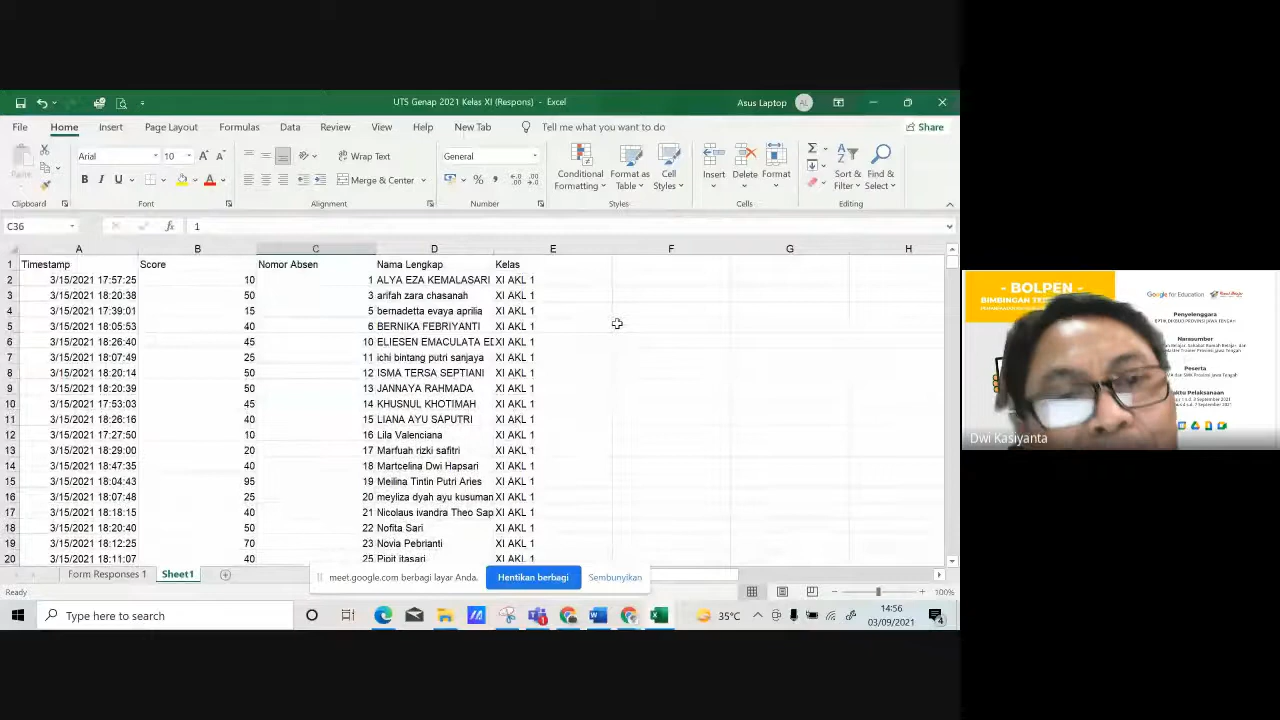 UTS Genap 2021 Kelas XI (Respons) - Excel
Asus Laptop
AL
File Home Insert Page Layout Formulas Data Review View Help New Tab Tell me what you want to do
Share
Paste
Arial 10
Wrap Text
General
Merge & Center
Conditional Formatting
Format as Table
Cell Styles
Insert Delete Format
Sort & Filter
Find & Select
Clipboard Font Alignment Number Styles Cells Editing
C36 fx 1
A B C D E F G H
1 Timestamp Score Nomor Absen Nama Lengkap Kelas
2 3/15/2021 17:57:25 10 1 ALYA EZA KEMALASARI XI AKL 1
3 3/15/2021 18:20:38 50 3 arifah zara chasanah XI AKL 1
4 3/15/2021 17:39:01 15 5 bernadetta evaya aprilia XI AKL 1
5 3/15/2021 18:05:53 40 6 BERNIKA FEBRIYANTI XI AKL 1
6 3/15/2021 18:26:40 45 10 ELIESEN EMACULATA XI AKL 1
7 3/15/2021 18:07:49 25 11 ichi bintang putri sanjaya XI AKL 1
8 3/15/2021 18:20:14 50 12 ISMA TERSA SEPTIANI XI AKL 1
9 3/15/2021 18:20:39 50 13 JANNAYA RAHMADA XI AKL 1
10 3/15/2021 17:53:03 45 14 KHUSNUL KHOTIMAH XI AKL 1
11 3/15/2021 18:26:16 40 15 LIANA AYU SAPUTRI XI AKL 1
12 3/15/2021 17:27:50 10 16 Lila Valenciana XI AKL 1
13 3/15/2021 18:29:00 20 17 Marfuah rizki safitri XI AKL 1
14 3/15/2021 18:47:35 40 18 Martcelina Dwi Hapsari XI AKL 1
15 3/15/2021 18:04:43 95 19 Meilina Tintin Putri Aries XI AKL 1
16 3/15/2021 18:07:48 25 20 meyliza dyah ayu kusuman XI AKL 1
17 3/15/2021 18:18:15 40 21 Nicolaus ivandra Theo Sap XI AKL 1
18 3/15/2021 18:20:40 50 22 Nofita Sari XI AKL 1
19 3/15/2021 18:12:25 70 23 Novia Pebrianti XI AKL 1
20 3/15/2021 18:11:07 40 25 Pipit itasari XI AKL 1
Form Responses 1 Sheet1
meet.google.com berbagi layar Anda. Hentikan berbagi Sembunyikan
Ready
100%
Type here to search
35°C
14:56
03/09/2021
4
- BOLPEN -
Google for Education
Penyelenggara
Narasumber
Peserta
Dwi Kasiyanta